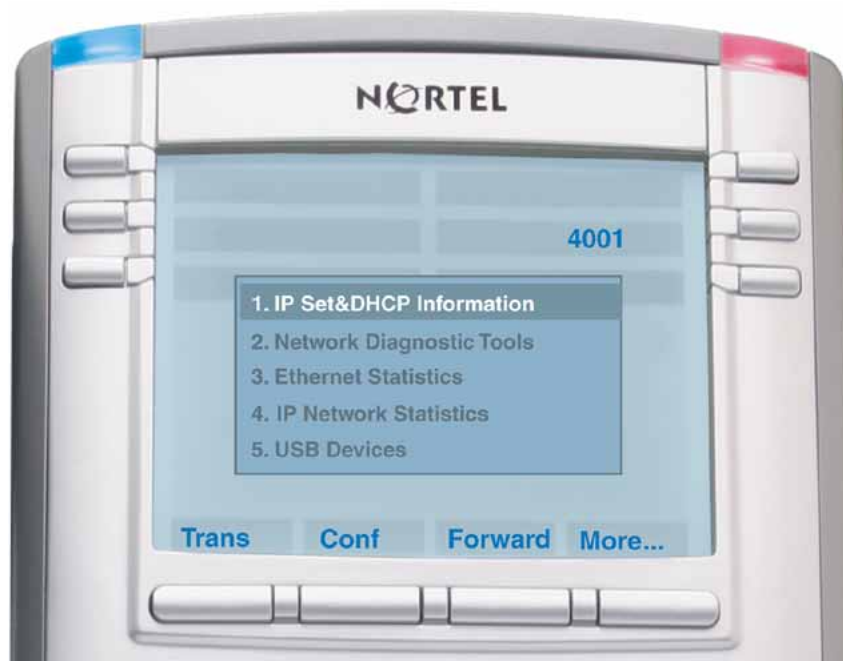 NORTEL
4001
1. IP Set&DHCP Information
2. Network Diagnostic Tools
3. Ethernet Statistics
4. IP Network Statistics
5. USB Devices
Trans Conf Forward More...